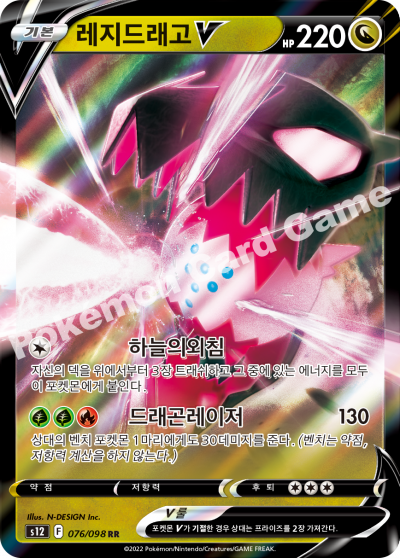 기본 레지드래고 V HP 220
Pokémon Card Game
하늘의외침
자신의 덱을 위에서부터 3장 트래쉬하고, 그 중에 있는 에너지를 모두
이 포켓몬에게 붙인다.
드래곤레이저 130
상대의 벤치 포켓몬 1마리에게도 30데미지를 준다. (벤치는 약점,
저항력 계산을 하지 않는다.)
약점 저항력 후퇴
Illus. N-DESIGN Inc.
V룰
s12 F 076/098 RR
포켓몬 V가 기절한 경우 상대는 프라이즈를 2장 가져간다.
©2022 Pokémon/Nintendo/Creatures/GAME FREAK.